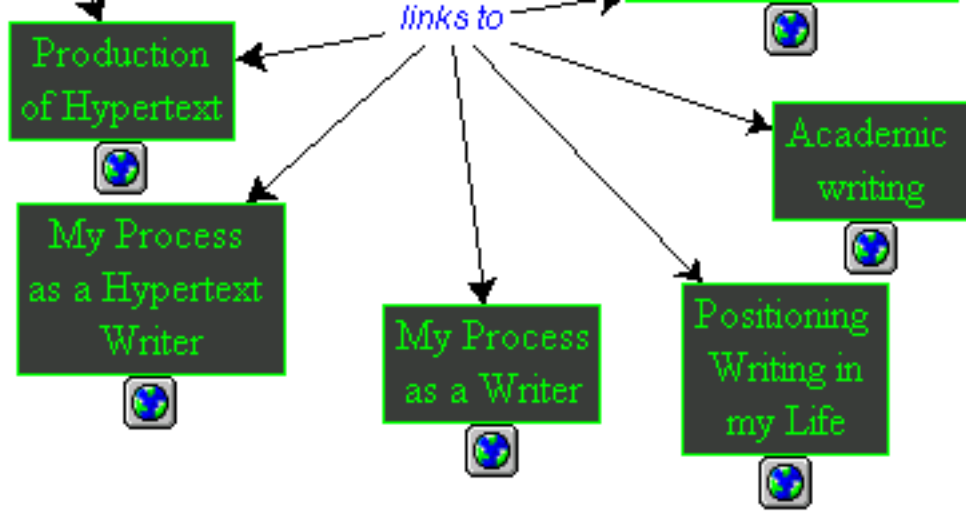 links to
Production
of Hypertext
Academic
writing
My Process
as a Hypertext
Writer
My Process
as a Writer
Positioning
Writing in
my Life